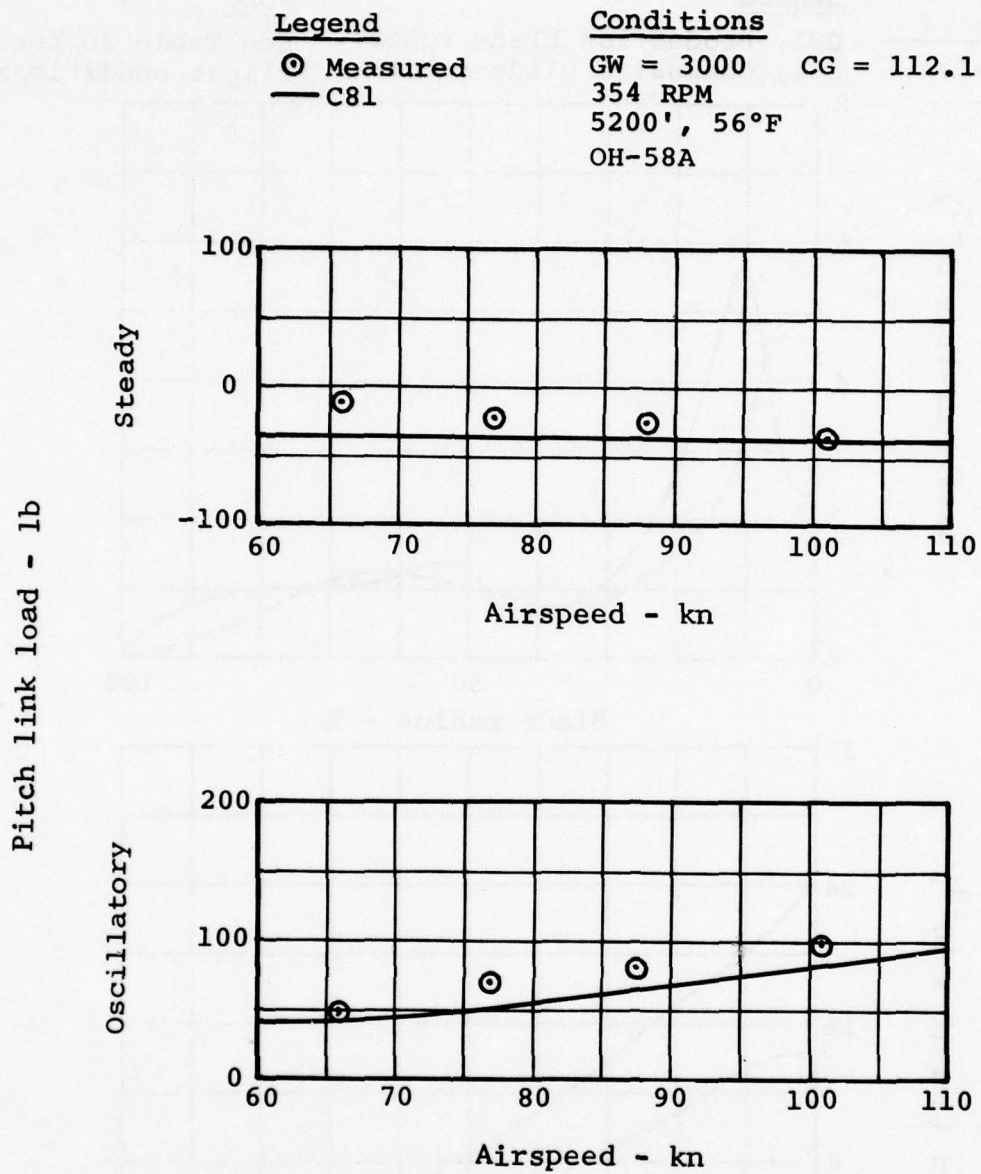 Legend
Measured
C81
Conditions
GW = 3000 CG = 112.1
354 RPM
5200', 56°F
OH-58A
Pitch link load - lb
Steady
100
0
-100
60 70 80 90 100 110
Airspeed - kn
Oscillatory
200
100
0
60 70 80 90 100 110
Airspeed - kn